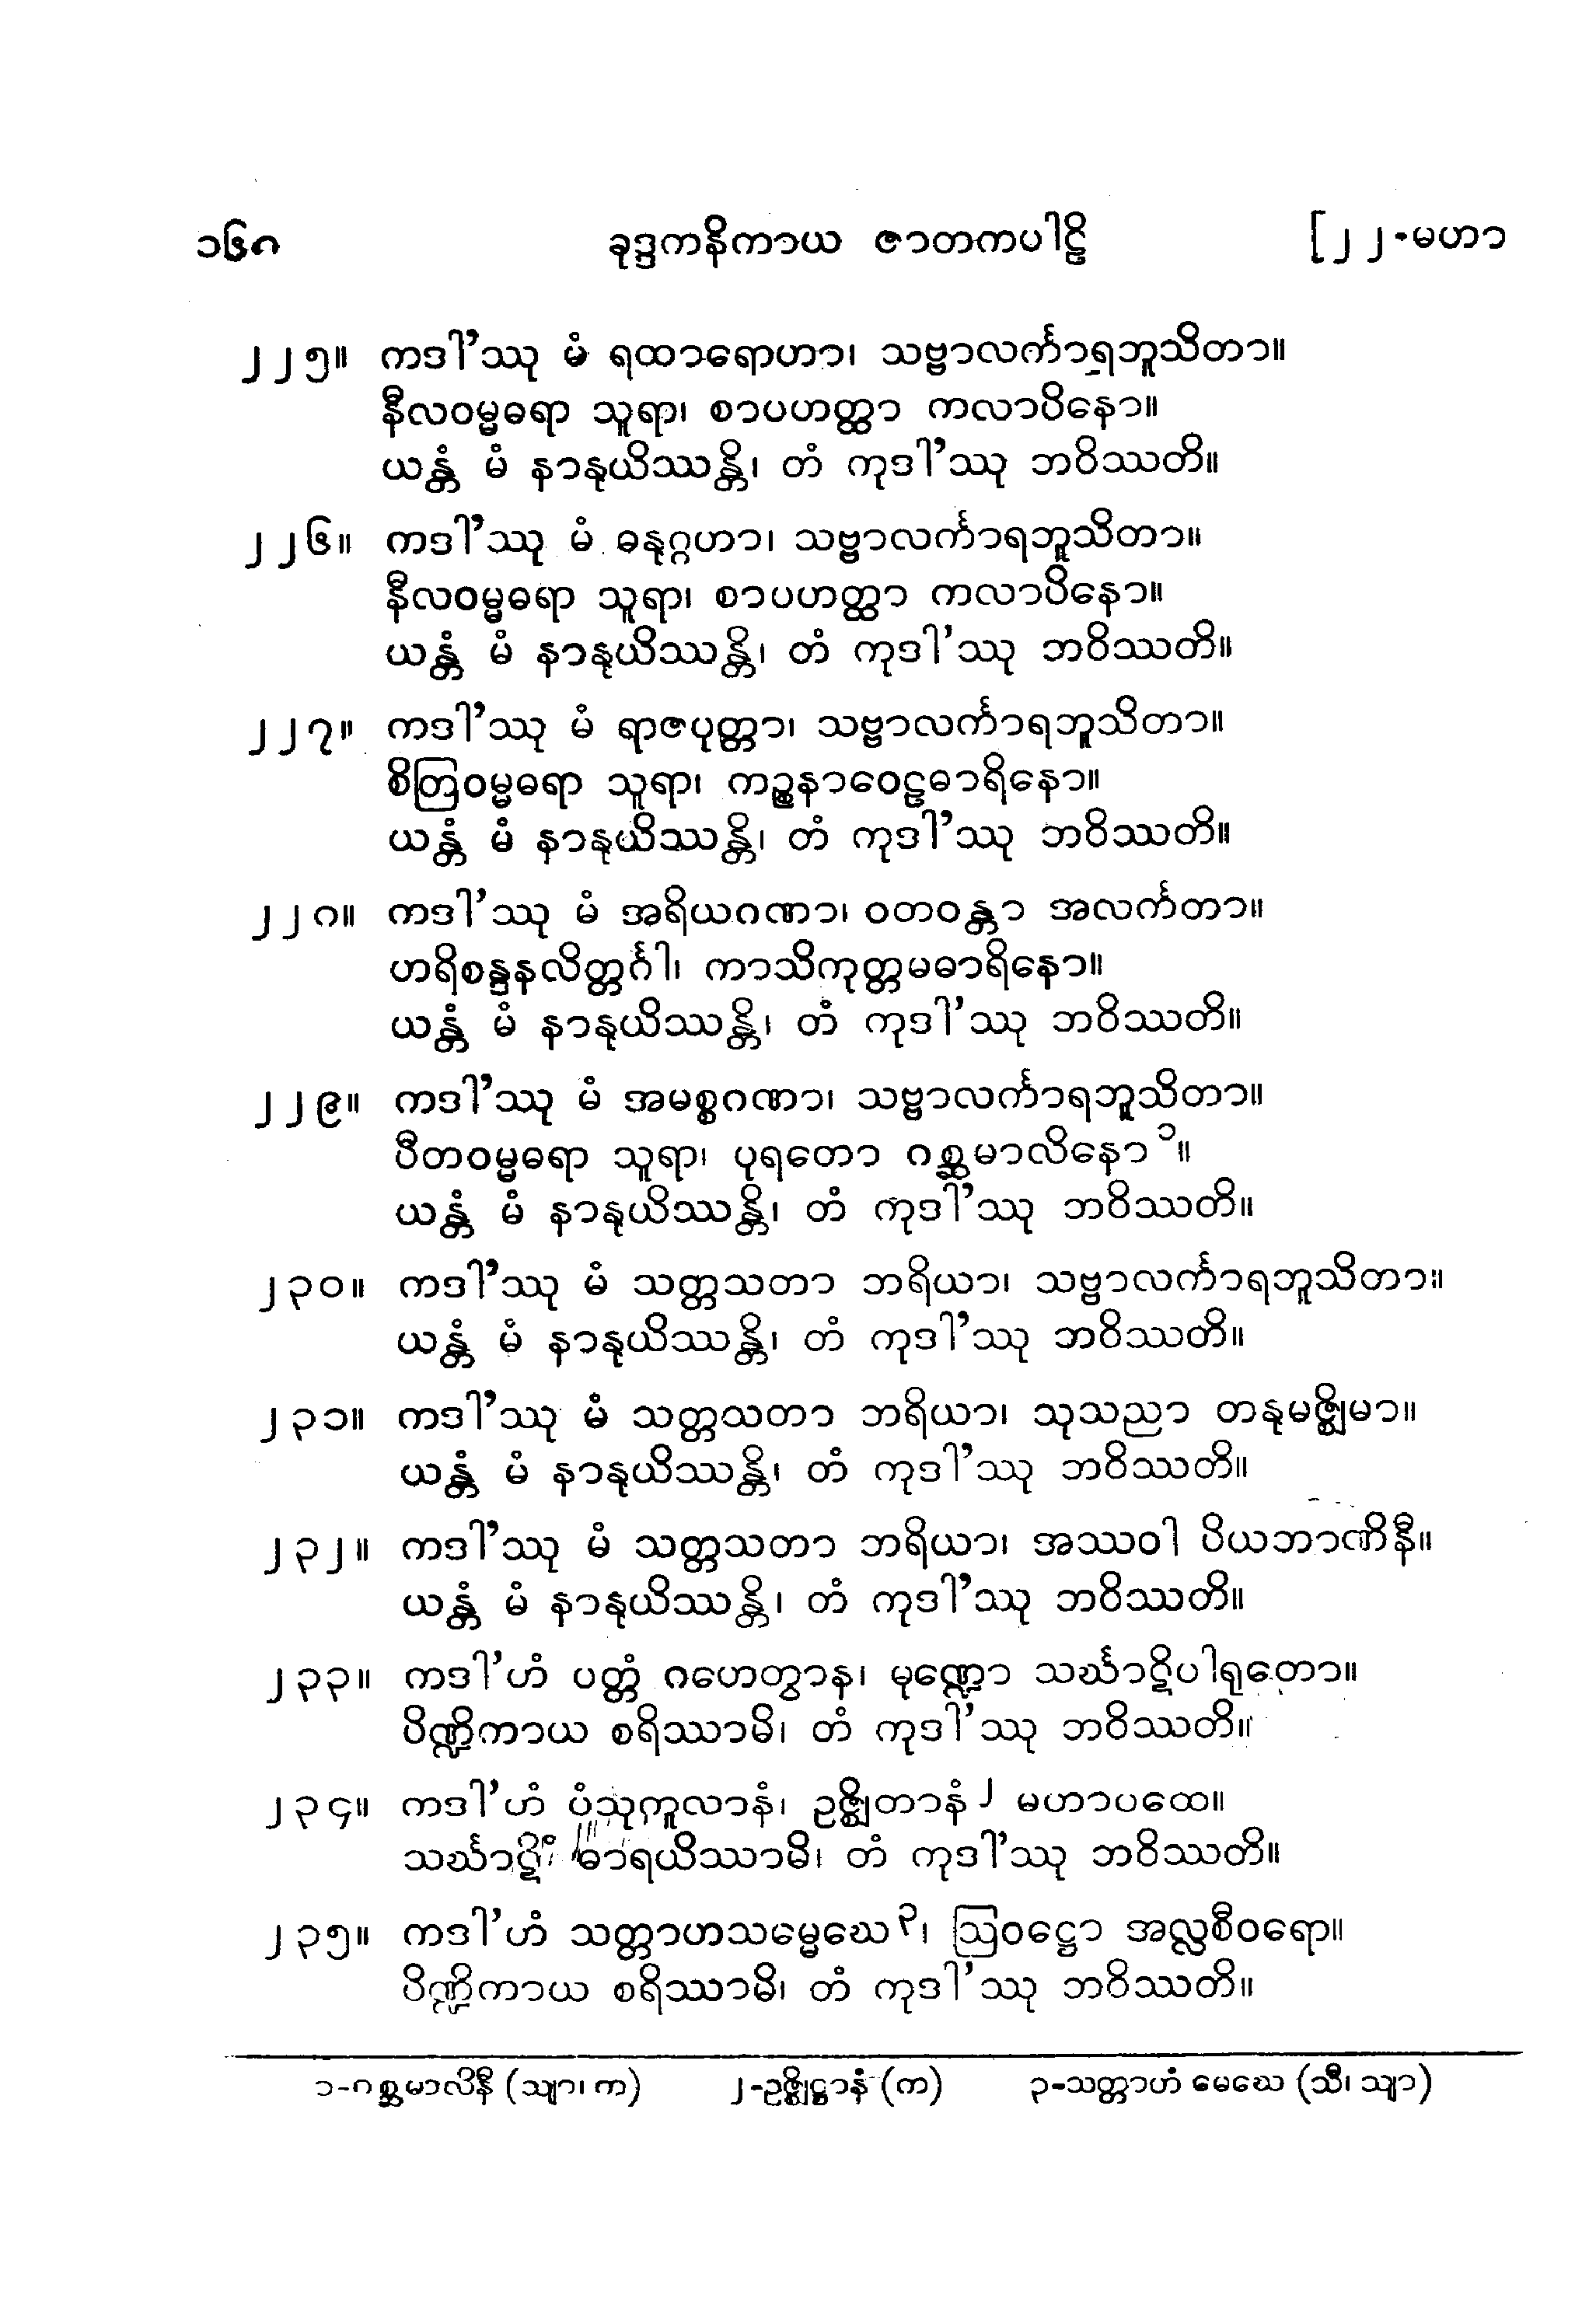 ၁၆၈ ခုဒ္ဒကနိကာယ ဇာတကပါဠိ [၂၂-မဟာ
၂၂၅။ ကဒါ’ဿု မံ ရထာရောဟာ၊ သဗ္ဗာလင်္ကာရဘူသိတာ။
နီလဝမ္မဓရာ သူရာ၊ စာပဟတ္ထာ ကလာပိနော။
ယန္တံ မံ နာနုယိဿန္တိ၊ တံ ကုဒါ’ဿု ဘဝိဿတိ။
၂၂၆။ ကဒါ’ဿု မံ ဓနုဂ္ဂဟာ၊ သဗ္ဗာလင်္ကာရဘူသိတာ။
နီလဝမ္မဓရာ သူရာ၊ စာပဟတ္ထာ ကလာပိနော။
ယန္တံ မံ နာနုယိဿန္တိ၊ တံ ကုဒါ’ဿု ဘဝိဿတိ။
၂၂၇။ ကဒါ’ဿု မံ ရာဇပုတ္တာ၊ သဗ္ဗာလင်္ကာရဘူသိတာ။
စိတြဝမ္မဓရာ သူရာ၊ ကဉ္စနာဝေဠဓာရိနော။
ယန္တံ မံ နာနုယိဿန္တိ၊ တံ ကုဒါ’ဿု ဘဝိဿတိ။
၂၂၈။ ကဒါ’ဿု မံ အရိယဂဏာ၊ ဝတဝန္တာ အလင်္ကတာ။
ဟရိစန္ဒနလိတ္တင်္ဂါ၊ ကာသိကုတ္တမဓာရိနော။
ယန္တံ မံ နာနုယိဿန္တိ၊ တံ ကုဒါ’ဿု ဘဝိဿတိ။
၂၂၉။ ကဒါ’ဿု မံ အမစ္စဂဏာ၊ သဗ္ဗာလင်္ကာရဘူသိတာ။
ပီတဝမ္မဓရာ သူရာ၊ ပုရတော ဂစ္ဆမာလိနော ၁။
ယန္တံ မံ နာနုယိဿန္တိ၊ တံ ကုဒါ’ဿု ဘဝိဿတိ။
၂၃၀။ ကဒါ’ဿု မံ သတ္တသတာ ဘရိယာ၊ သဗ္ဗာလင်္ကာရဘူသိတာ။
ယန္တံ မံ နာနုယိဿန္တိ၊ တံ ကုဒါ’ဿု ဘဝိဿတိ။
၂၃၁။ ကဒါ’ဿု မံ သတ္တသတာ ဘရိယာ၊ သုသညာ တနုမဇ္ဈိမာ။
ယန္တံ မံ နာနုယိဿန္တိ၊ တံ ကုဒါ’ဿု ဘဝိဿတိ။
၂၃၂။ ကဒါ’ဿု မံ သတ္တသတာ ဘရိယာ၊ အဿဝါ ပိယဘာဏိနီ။
ယန္တံ မံ နာနုယိဿန္တိ၊ တံ ကုဒါ’ဿု ဘဝိဿတိ။
၂၃၃။ ကဒါ’ဟံ ပတ္တံ ဂဟေတွာန၊ မုဏ္ဍော သင်္ဃာဋိပါရုတော။
ပိဏ္ဍိကာယ စရိဿာမိ၊ တံ ကုဒါ’ဿု ဘဝိဿတိ။
၂၃၄။ ကဒါ’ဟံ ပံသုကူလာနံ၊ ဥဇ္ဈိတာနံ ၂ မဟာပထေ။
သင်္ဃာဋိံ ဓာရယိဿာမိ၊ တံ ကုဒါ’ဿု ဘဝိဿတိ။
၂၃၅။ ကဒါ’ဟံ သတ္တာဟသမ္မေဃေ ၃၊ ဩဝဋ္ဌော အလ္လစီဝရော။
ပိဏ္ဍိကာယ စရိဿာမိ၊ တံ ကုဒါ’ဿု ဘဝိဿတိ။
၁-ဂစ္ဆမာလိနီ (သျာ၊ က) ၂-ဥဇ္ဈိဋ္ဌာနံ (က) ၃-သတ္တာဟံ မေဃေ (သီ၊ သျာ)